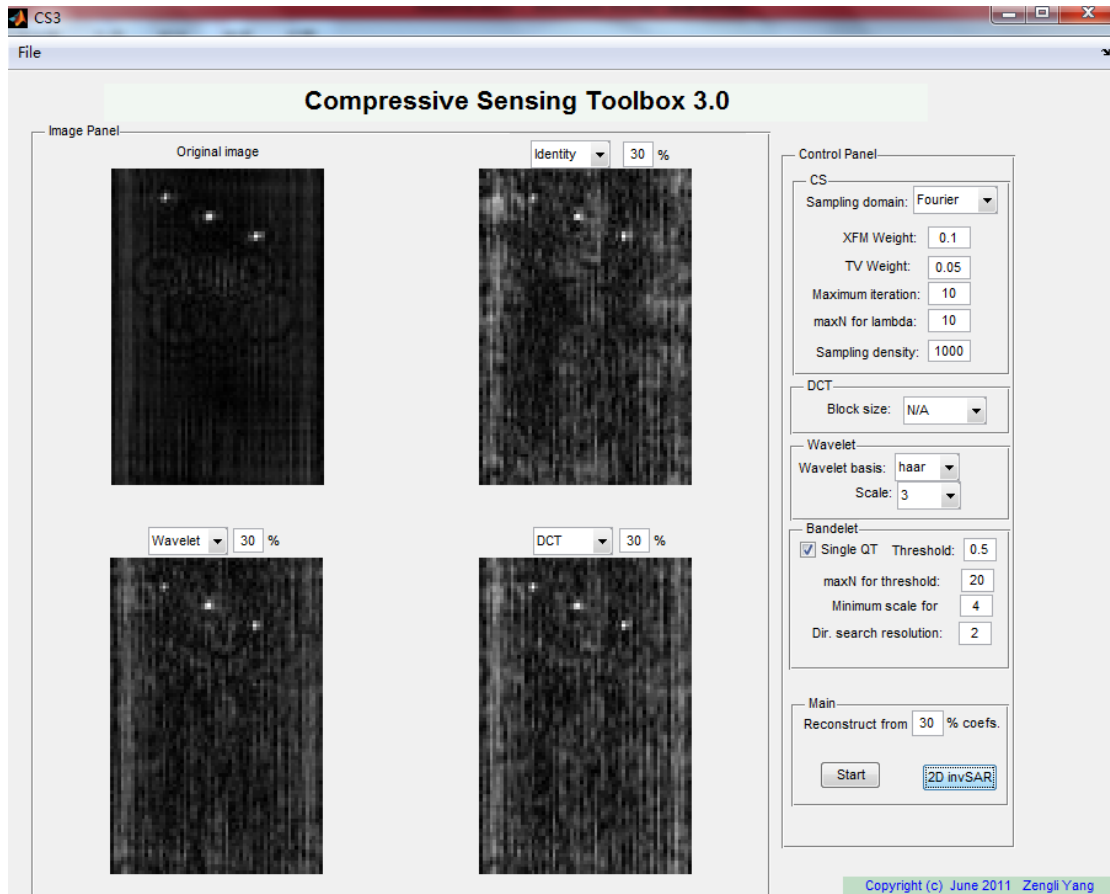 CS3
File
Compressive Sensing Toolbox 3.0
Image Panel
Original image
Identity 30 %
Wavelet 30 %
DCT 30 %
Control Panel
CS
Sampling domain: Fourier
XFM Weight: 0.1
TV Weight: 0.05
Maximum iteration: 10
maxN for lambda: 10
Sampling density: 1000
DCT
Block size: N/A
Wavelet
Wavelet basis: haar
Scale: 3
Bandelet
Single QT Threshold: 0.5
maxN for threshold: 20
Minimum scale for 4
Dir. search resolution: 2
Main
Reconstruct from 30 % coefs.
Start 2D invSAR
Copyright (c) June 2011 Zengli Yang